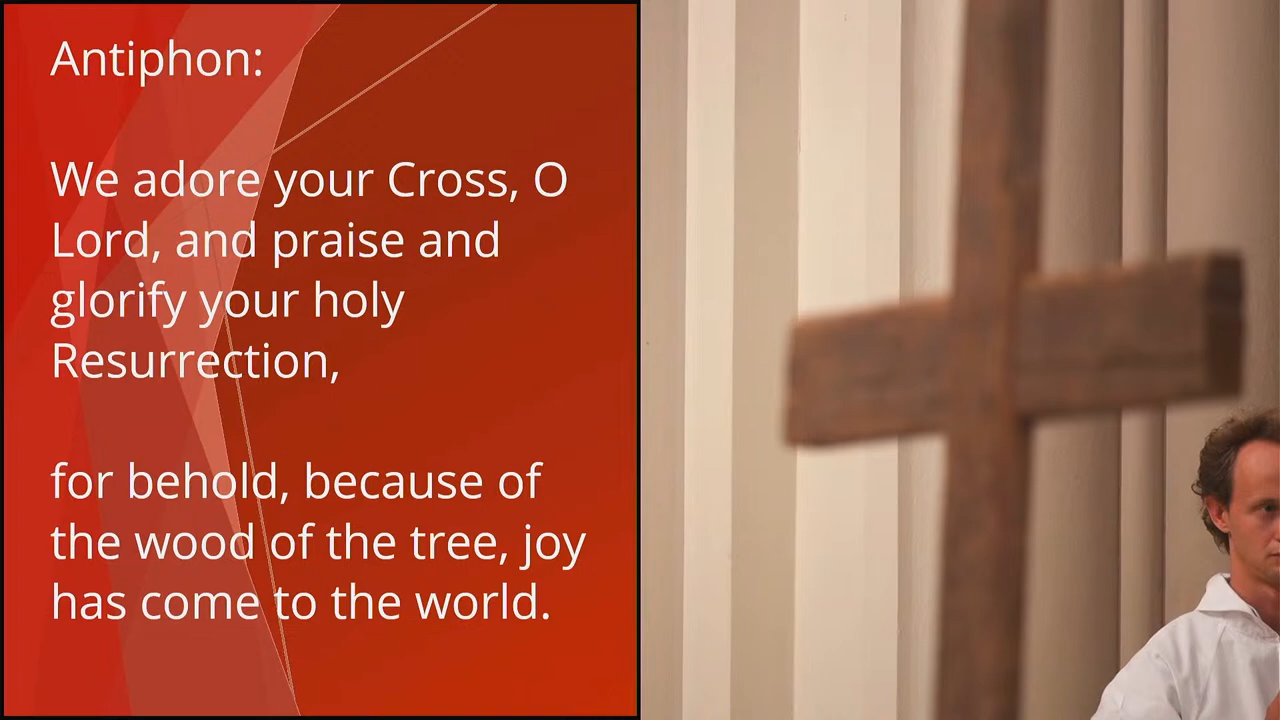 Antiphon:
We adore your Cross, O
Lord, and praise and
glorify your holy
Resurrection,
for behold, because of
the wood of the tree, joy
has come to the world.